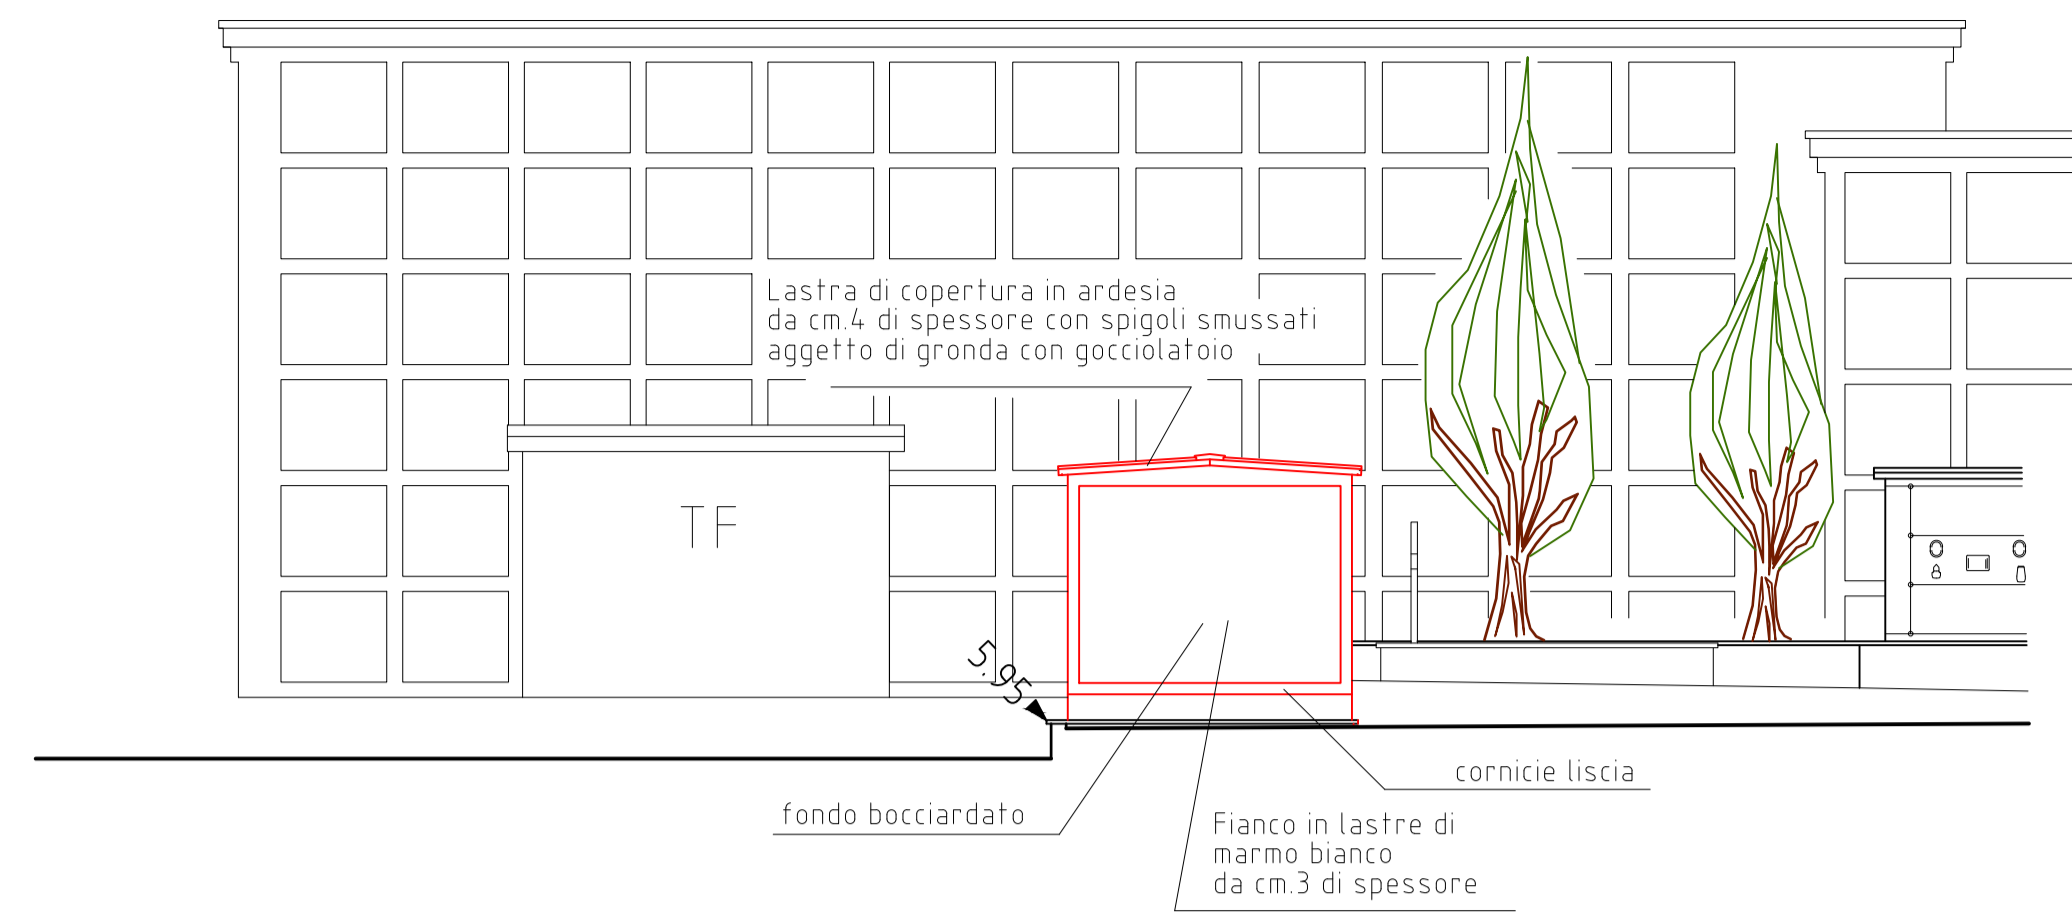 Lastra di copertura in ardesia
da cm.4 di spessore con spigoli smussati
aggetto di gronda con gocciolatoio
TF
5.95
cornicie liscia
fondo bocciardato
Fianco in lastre di
marmo bianco
da cm.3 di spessore